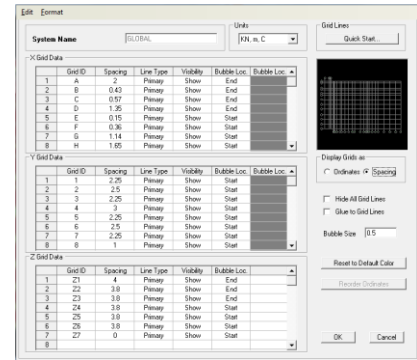 Edit Format
Units
Grid Lines
System Name GLOBAL KN, m, C Quick Start...
X Grid Data
Grid ID Spacing Line Type Visibility Bubble Loc. Bubble Loc.
1 A 2 Primary Show End
2 B 0.43 Primary Show End
3 C 0.57 Primary Show End
4 D 1.35 Primary Show End
5 E 0.15 Primary Show Start
6 F 0.36 Primary Show Start
7 G 1.14 Primary Show Start
8 H 1.65 Primary Show Start
Y Grid Data
Grid ID Spacing Line Type Visibility Bubble Loc. Bubble Loc.
1 1 2.25 Primary Show Start
2 2 2.5 Primary Show Start
3 3 2.25 Primary Show Start
4 4 3 Primary Show Start
5 5 2.25 Primary Show Start
6 6 2.5 Primary Show Start
7 7 2.25 Primary Show Start
8 8 1 Primary Show Start
Z Grid Data
Grid ID Spacing Line Type Visibility Bubble Loc.
1 Z1 4 Primary Show End
2 Z2 3.8 Primary Show End
3 Z3 3.8 Primary Show End
4 Z4 3.8 Primary Show Start
5 Z5 3.8 Primary Show Start
6 Z6 3.8 Primary Show Start
7 Z7 0 Primary Show Start
8
Display Grids as
Ordinates Spacing
Hide All Grid Lines
Glue to Grid Lines
Bubble Size 0.5
Reset to Default Color
Reorder Ordinates
OK Cancel